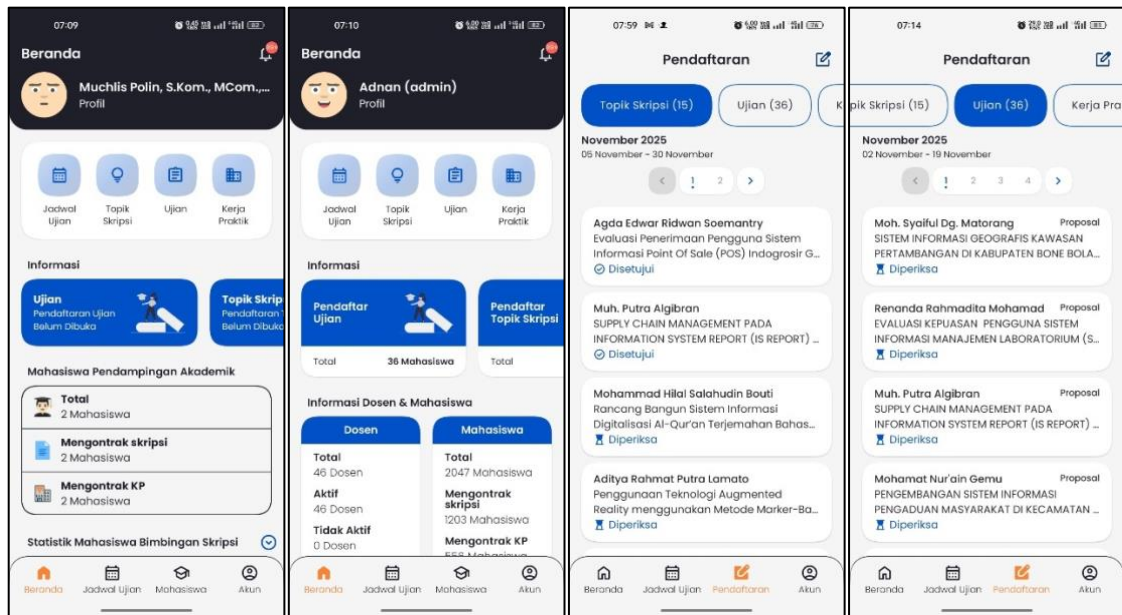 07:09
Beranda
Muchlis Polin, S.Kom., MCom.,...
Profil
Jadwal Ujian
Topik Skripsi
Ujian
Kerja Praktik
Informasi
Ujian
Pendaftaran Ujian
Belum Dibuka
Topik Skrip
Pendaftaran
Belum Dibuka
Mahasiswa Pendampingan Akademik
Total
2 Mahasiswa
Mengontrak skripsi
2 Mahasiswa
Mengontrak KP
2 Mahasiswa
Statistik Mahasiswa Bimbingan Skripsi
Beranda
Jadwal Ujian
Mahasiswa
Akun
07:10
Beranda
Adnan (admin)
Profil
Jadwal Ujian
Topik Skripsi
Ujian
Kerja Praktik
Informasi
Pendaftar Ujian
Total 36 Mahasiswa
Pendaftar Topik Skripsi
Total
Informasi Dosen & Mahasiswa
Dosen
Total
46 Dosen
Aktif
46 Dosen
Tidak Aktif
0 Dosen
Mahasiswa
Total
2047 Mahasiswa
Mengontrak skripsi
1203 Mahasiswa
Mengontrak KP
Beranda
Jadwal Ujian
Mahasiswa
Akun
07:59
Pendaftaran
Topik Skripsi (15)
Ujian (36)
K
November 2025
05 November - 30 November
< 1 2 >
Agda Edwar Ridwan Soemantry
Evaluasi Penerimaan Pengguna Sistem
Informasi Point Of Sale (POS) Indogrosir G...
Disetujui
Muh. Putra Algibran
SUPPLY CHAIN MANAGEMENT PADA
INFORMATION SYSTEM REPORT (IS REPORT) ...
Disetujui
Mohammad Hilal Salahudin Bouti
Rancang Bangun Sistem Informasi
Digitalisasi Al-Qur'an Terjemahan Bahas...
Diperiksa
Aditya Rahmat Putra Lamato
Penggunaan Teknologi Augmented
Reality menggunakan Metode Marker-Ba...
Diperiksa
Beranda
Jadwal Ujian
Pendaftaran
Akun
07:14
Pendaftaran
pik Skripsi (15)
Ujian (36)
Kerja Pra
November 2025
02 November - 19 November
< 1 2 3 4 >
Moh. Syaiful Dg. Matorang Proposal
SISTEM INFORMASI GEOGRAFIS KAWASAN
PERTAMBANGAN DI KABUPATEN BONE BOLA...
Diperiksa
Renanda Rahmadita Mohamad Proposal
EVALUASI KEPUASAN PENGGUNA SISTEM
INFORMASI MANAJEMEN LABORATORIUM (S...
Diperiksa
Muh. Putra Algibran Proposal
SUPPLY CHAIN MANAGEMENT PADA
INFORMATION SYSTEM REPORT (IS REPORT) ...
Diperiksa
Mohamat Nur'ain Gemu Proposal
PENGEMBANGAN SISTEM INFORMASI
PENGADUAN MASYARAKAT DI KECAMATAN ...
Diperiksa
Beranda
Jadwal Ujian
Pendaftaran
Akun